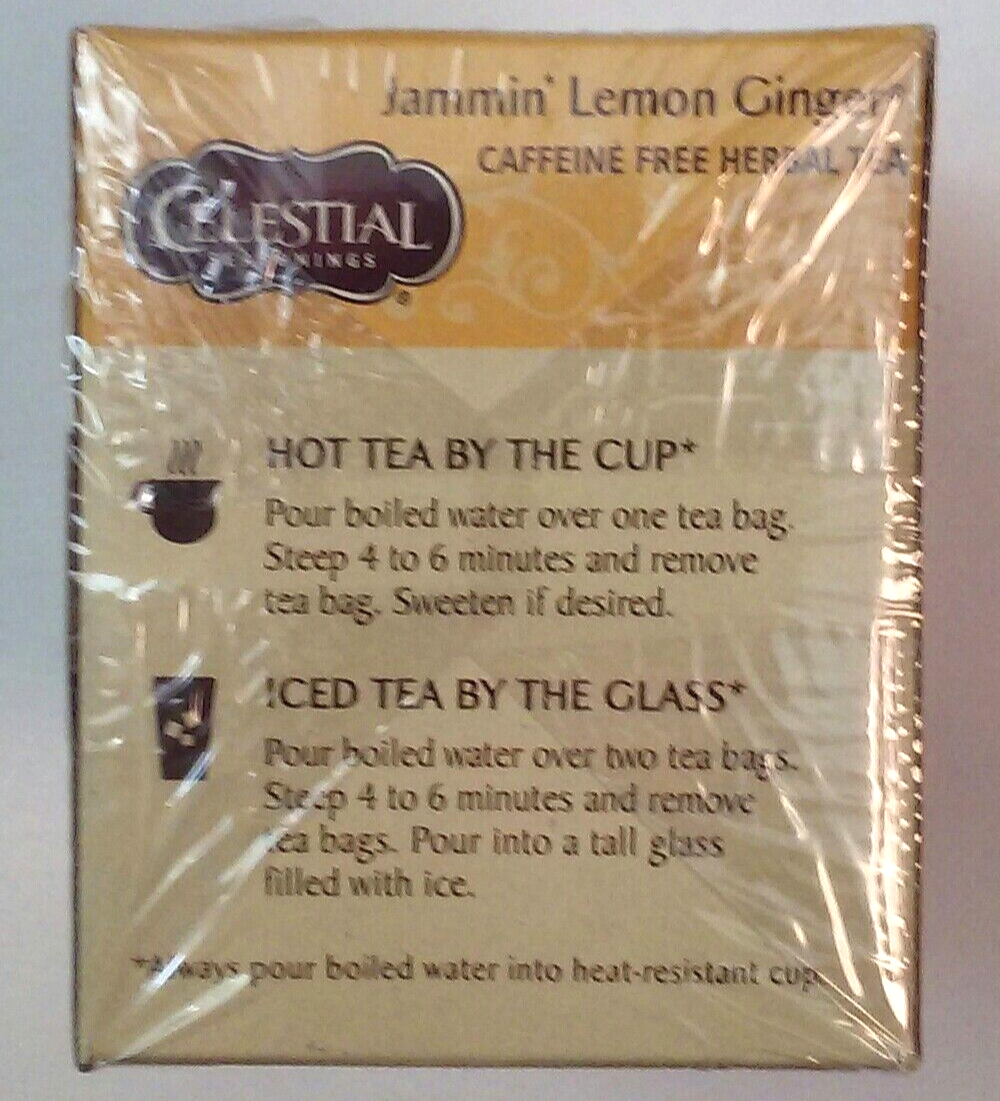 Jammin' Lemon Ginger®
CAFFEINE FREE HERBAL TEA
CELESTIAL
SEASONINGS®
HOT TEA BY THE CUP*
Pour boiled water over one tea bag.
Steep 4 to 6 minutes and remove
tea bag. Sweeten if desired.
ICED TEA BY THE GLASS*
Pour boiled water over two tea bags.
Steep 4 to 6 minutes and remove
tea bags. Pour into a tall glass
filled with ice.
*Always pour boiled water into heat-resistant cup.